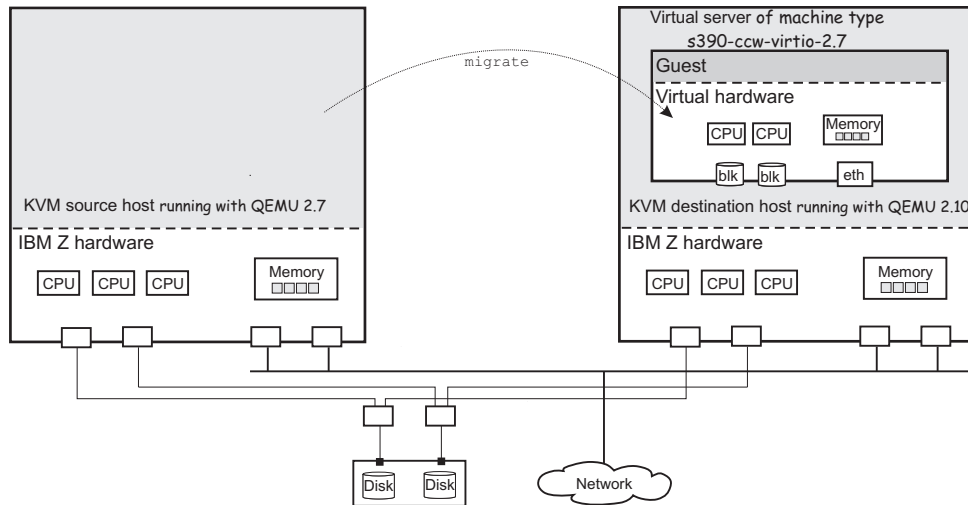 Virtual server of machine type
s390-ccw-virtio-2.7
migrate
Guest
Virtual hardware
CPU CPU Memory
blk blk eth
KVM source host running with QEMU 2.7
KVM destination host running with QEMU 2.10
IBM Z hardware
IBM Z hardware
CPU CPU CPU Memory
CPU CPU CPU Memory
Disk Disk
Network